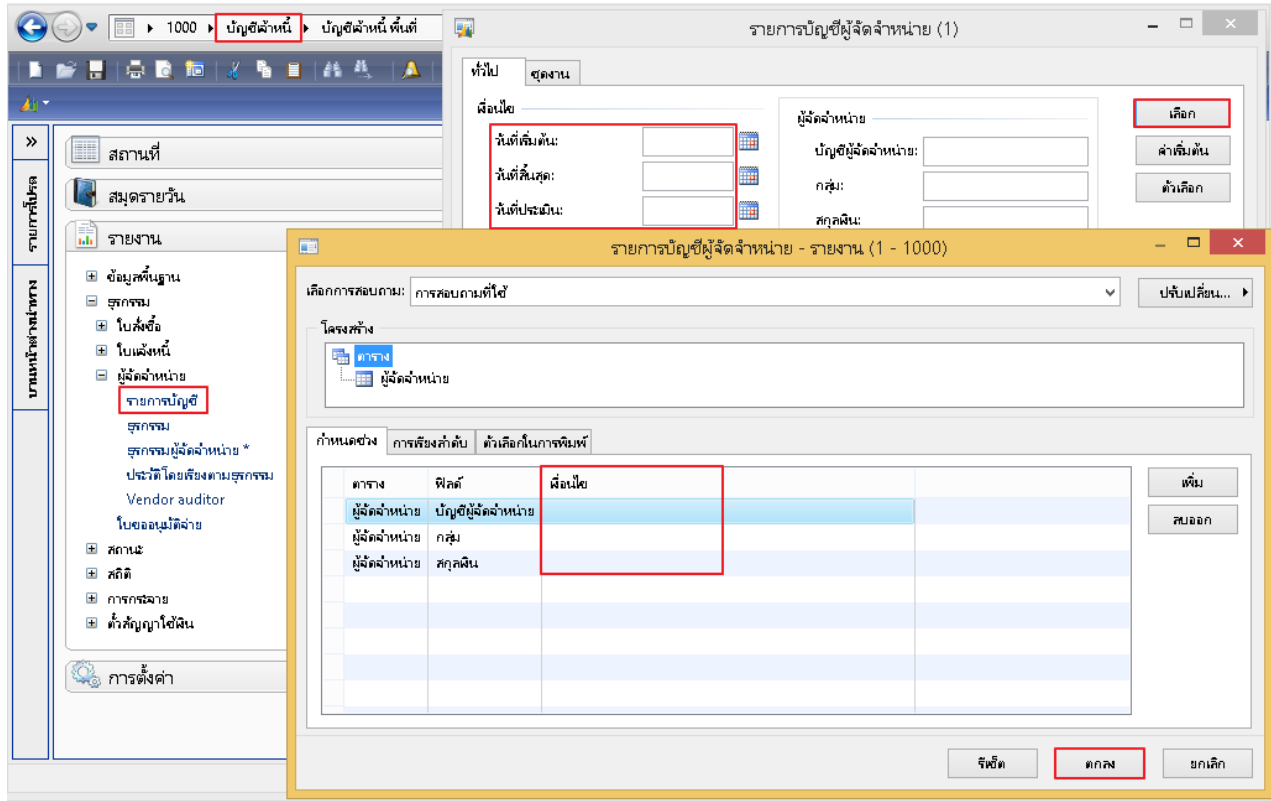 1000 บัญชีเจ้าหนี้ บัญชีเจ้าหนี้ พื้นที่
รายการโปรด
บานหน้าต่างนำทาง
สถานที่
สมุดรายวัน
รายงาน
ข้อมูลพื้นฐาน
ธุรกรรม
ใบสั่งซื้อ
ใบแจ้งหนี้
ผู้จัดจำหน่าย
รายการบัญชี
ธุรกรรม
ธุรกรรมผู้จัดจำหน่าย *
ประวัติโดยเรียงตามธุรกรรม
Vendor auditor
ใบขออนุมัติจ่าย
สถานะ
สถิติ
การกระจาย
ตั๋วสัญญาใช้เงิน
การตั้งค่า
รายการบัญชีผู้จัดจำหน่าย (1)
ทั่วไป ชุดงาน
เงื่อนไข
วันที่เริ่มต้น:
วันที่สิ้นสุด:
วันที่ประเมิน:
ผู้จัดจำหน่าย
บัญชีผู้จัดจำหน่าย:
กลุ่ม:
สกุลเงิน:
เลือก
ค่าเริ่มต้น
ตัวเลือก
รายการบัญชีผู้จัดจำหน่าย - รายงาน (1 - 1000)
เลือกการสอบถาม: การสอบถามที่ใช้ ปรับเปลี่ยน...
โครงสร้าง
ตาราง
ผู้จัดจำหน่าย
กำหนดช่วง การเรียงลำดับ ตัวเลือกในการพิมพ์
ตาราง ฟิลด์ เงื่อนไข
ผู้จัดจำหน่าย บัญชีผู้จัดจำหน่าย
ผู้จัดจำหน่าย กลุ่ม
ผู้จัดจำหน่าย สกุลเงิน
เพิ่ม
ลบออก
รีเซ็ต ตกลง ยกเลิก